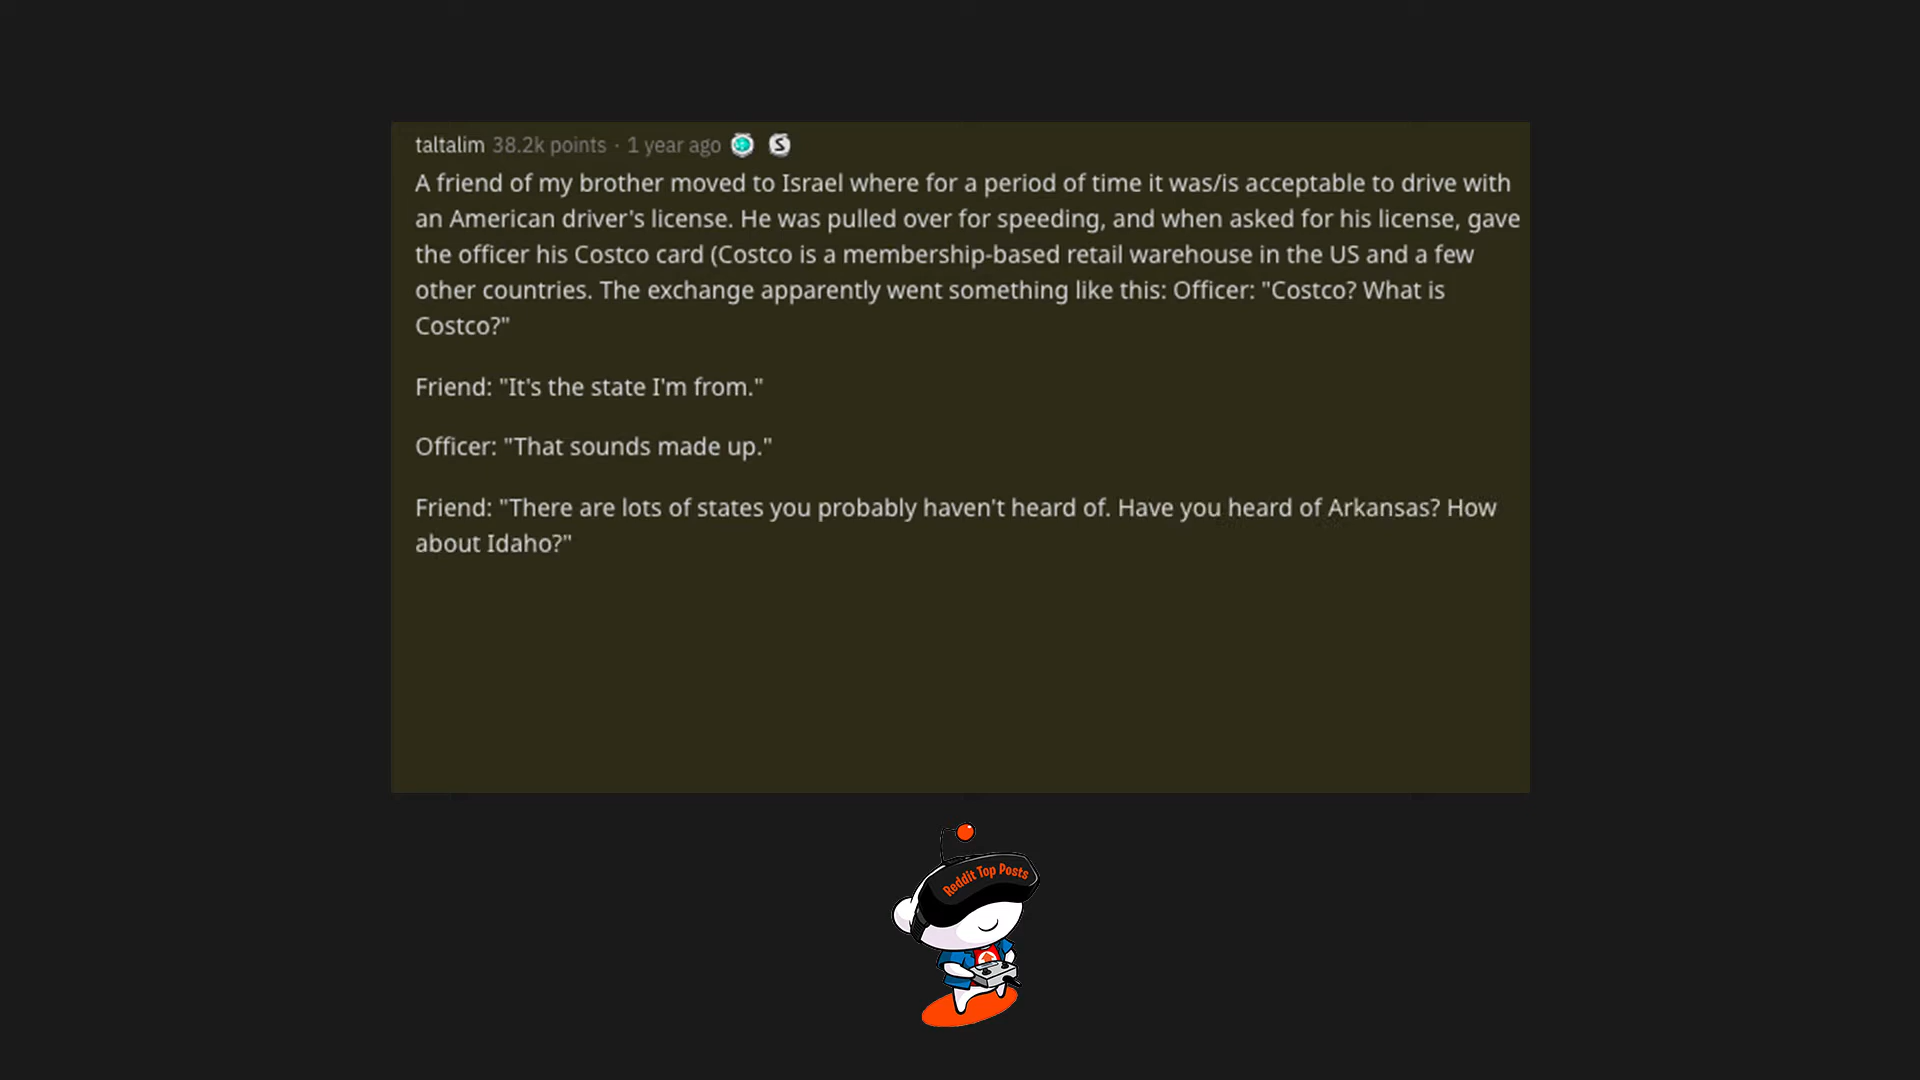 taltalim 38.2k points · 1 year ago
A friend of my brother moved to Israel where for a period of time it was/is acceptable to drive with
an American driver's license. He was pulled over for speeding, and when asked for his license, gave
the officer his Costco card (Costco is a membership-based retail warehouse in the US and a few
other countries. The exchange apparently went something like this: Officer: "Costco? What is
Costco?"
Friend: "It's the state I'm from."
Officer: "That sounds made up."
Friend: "There are lots of states you probably haven't heard of. Have you heard of Arkansas? How
about Idaho?"
Reddit Top Posts